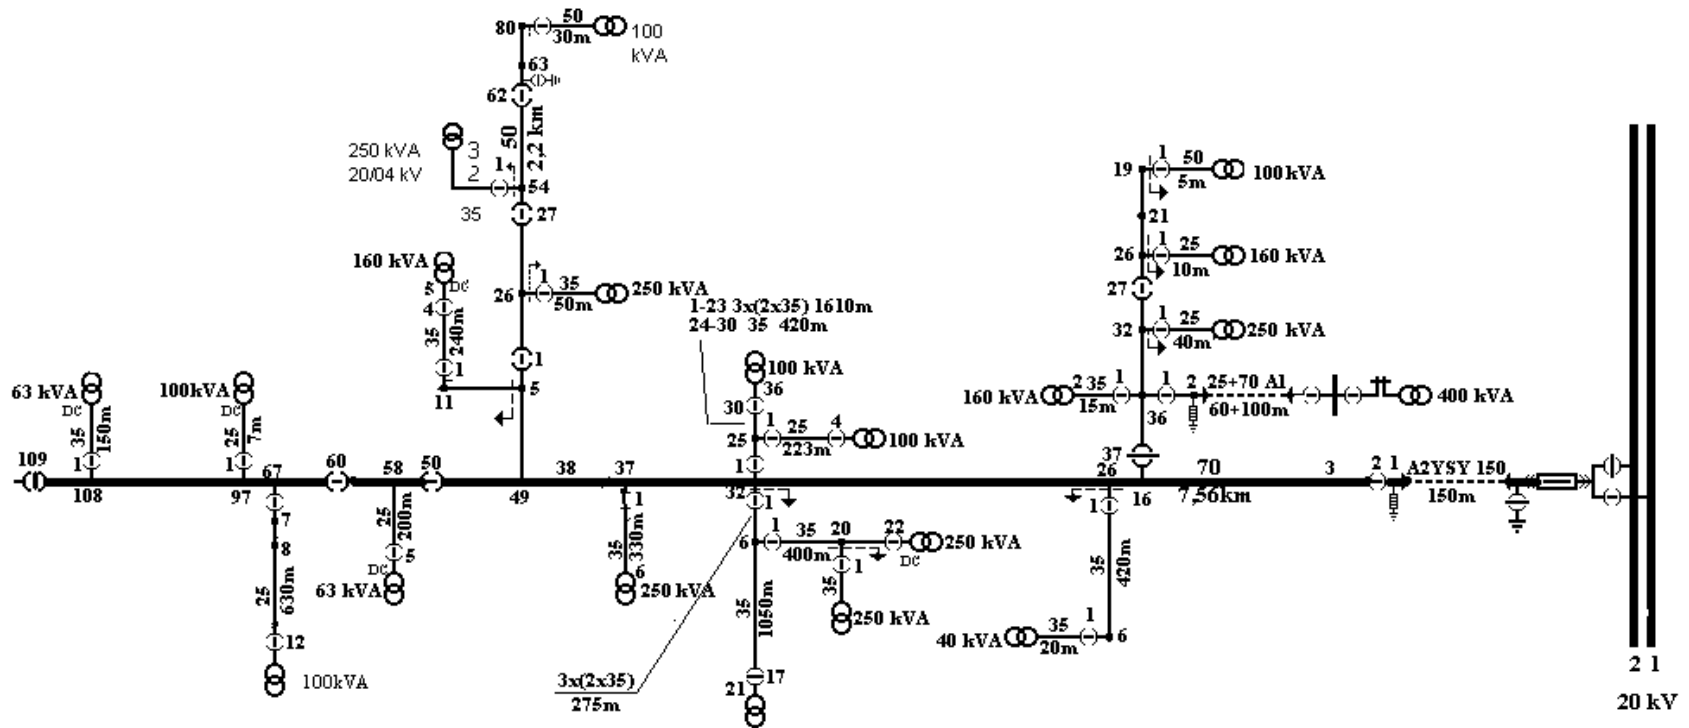 80
50
30m
100
kVA
63
62
50
2,2 km
250 kVA
20/04 kV
3
2
1
54
35
27
160 kVA
5
DC
4
35
240m
1
11
26
1
35
50m
250 kVA
1
5
1-23 3x(2x35) 1610m
24-30 35 420m
100 kVA
36
30
25
1
25
4
223m
100 kVA
1
19
1
50
5m
100 kVA
21
26
1
25
10m
160 kVA
27
32
1
25
40m
250 kVA
160 kVA
2
35
15m
1
1
2
25+70 Al
60+100m
400 kVA
36
37
63 kVA
DC
35
150m
1
100kVA
DC
25
7m
1
109
108
97
67
60
58
50
49
38
37
32
26
16
70
7,56km
3
2
1
A2YSY 150
150m
7
8
25
630m
12
100kVA
25
200m
DC
5
63 kVA
1
35
330m
6
250 kVA
1
6
1
35
400m
20
22
DC
250 kVA
1
35
250 kVA
35
1050m
17
21
3x(2x35)
275m
1
35
420m
40 kVA
35
20m
1
6
2 1
20 kV